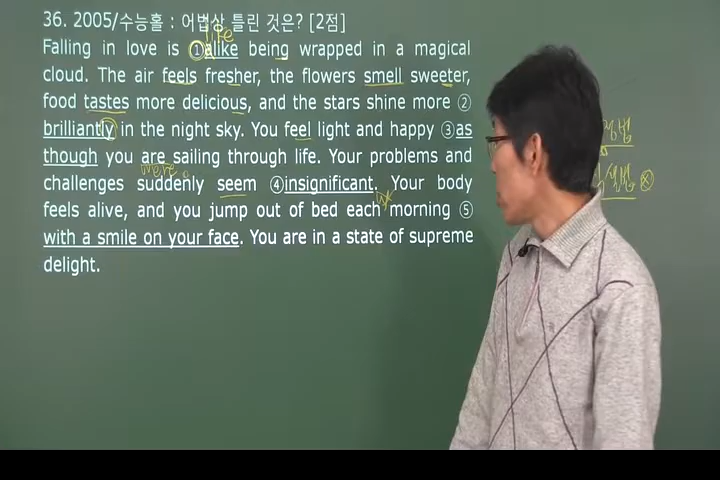 36. 2005/수능홀 : 어법상 틀린 것은? [2점]
like
Falling in love is ①alike being wrapped in a magical
cloud. The air feels fresher, the flowers smell sweeter,
food tastes more delicious, and the stars shine more ②
brilliantly in the night sky. You feel light and happy ③as
though you are sailing through life. Your problems and
were
challenges suddenly seem ④insignificant. Your body
feels alive, and you jump out of bed each morning ⑤
with a smile on your face. You are in a state of supreme
delight.